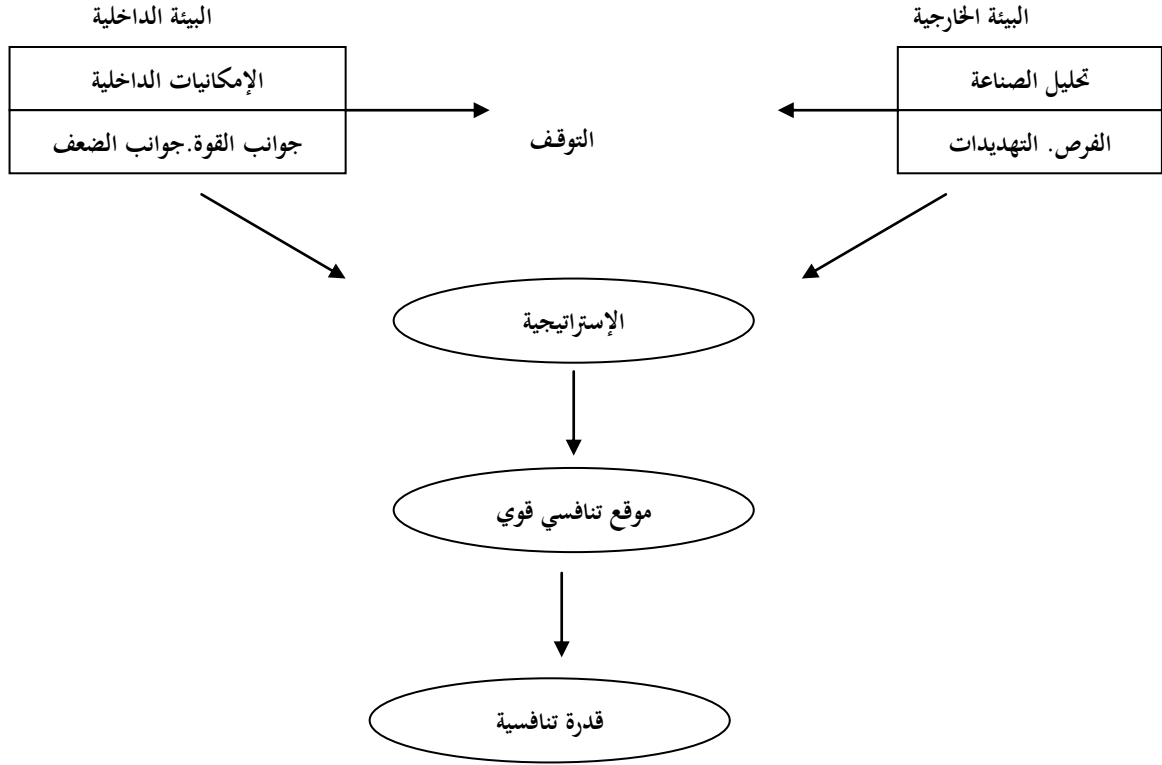 البيئة الخارجية
البيئة الداخلية
تحليل الصناعة
الإمكانيات الداخلية
الفرص. التهديدات
التوقف
جوانب القوة.جوانب الضعف
الإستراتيجية
موقع تنافسي قوي
قدرة تنافسية